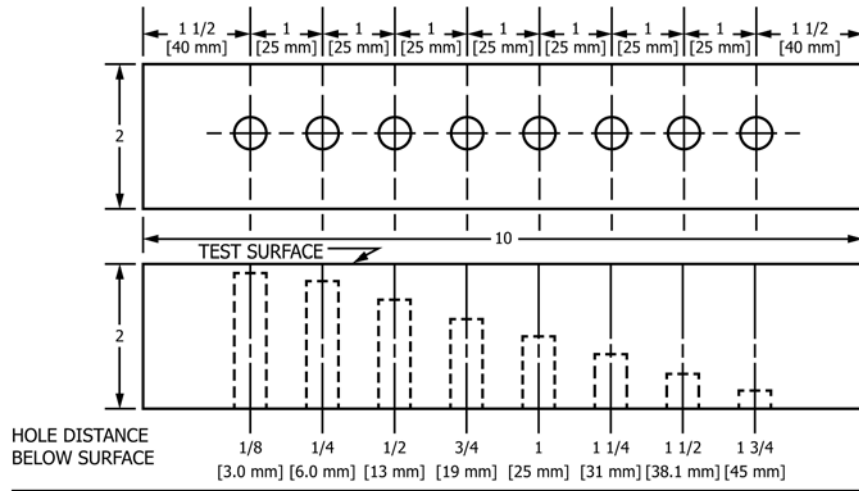 1 1/2 1 1 1 1 1 1 1 1 1/2
[40 mm] [25 mm] [25 mm] [25 mm] [25 mm] [25 mm] [25 mm] [25 mm] [40 mm]
2
10
TEST SURFACE
2
HOLE DISTANCE
BELOW SURFACE
1/8 1/4 1/2 3/4 1 1 1/4 1 1/2 1 3/4
[3.0 mm] [6.0 mm] [13 mm] [19 mm] [25 mm] [31 mm] [38.1 mm] [45 mm]